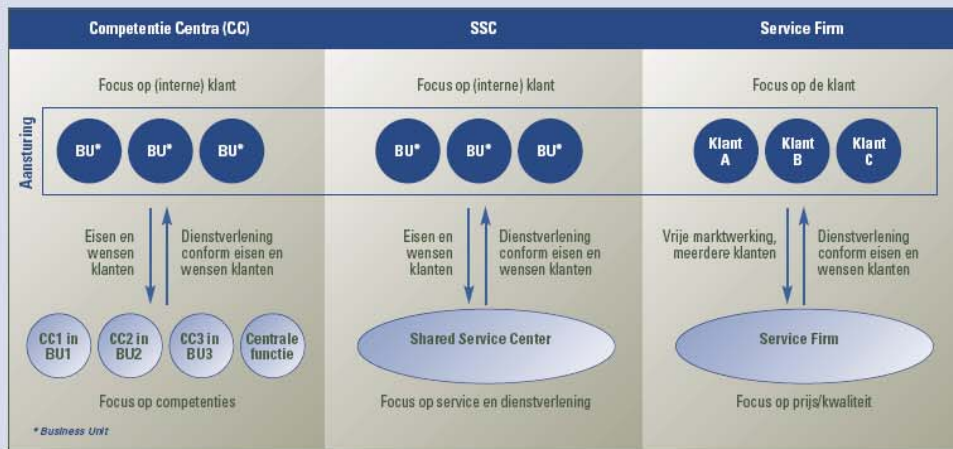 Competentie Centra (CC)
SSC
Service Firm
Focus op (interne) klant
Focus op (interne) klant
Focus op de klant
Aansturing
BU*
BU*
BU*
BU*
BU*
BU*
Klant
A
Klant
B
Klant
C
Eisen en
wensen
klanten
Dienstverlening
conform eisen en
wensen klanten
Eisen en
wensen
klanten
Dienstverlening
conform eisen en
wensen klanten
Vrije marktwerking,
meerdere klanten
Dienstverlening
conform eisen en
wensen klanten
CC1 in
BU1
CC2 in
BU2
CC3 in
BU3
Centrale
functie
Shared Service Center
Service Firm
Focus op competenties
Focus op service en dienstverlening
Focus op prijs/kwaliteit
* Business Unit